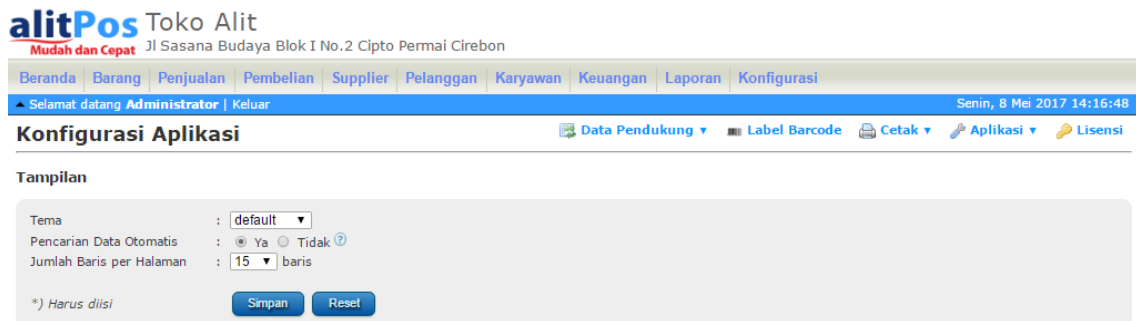 alitPos Toko Alit
Mudah dan Cepat Jl Sasana Budaya Blok I No.2 Cipto Permai Cirebon
Beranda Barang Penjualan Pembelian Supplier Pelanggan Karyawan Keuangan Laporan Konfigurasi
Selamat datang Administrator | Keluar Senin, 8 Mei 2017 14:16:48
Konfigurasi Aplikasi Data Pendukung ▼ Label Barcode Cetak ▼ Aplikasi ▼ Lisensi
Tampilan
Tema : default ▼
Pencarian Data Otomatis : Ya Tidak ?
Jumlah Baris per Halaman : 15 ▼ baris
*) Harus diisi Simpan Reset